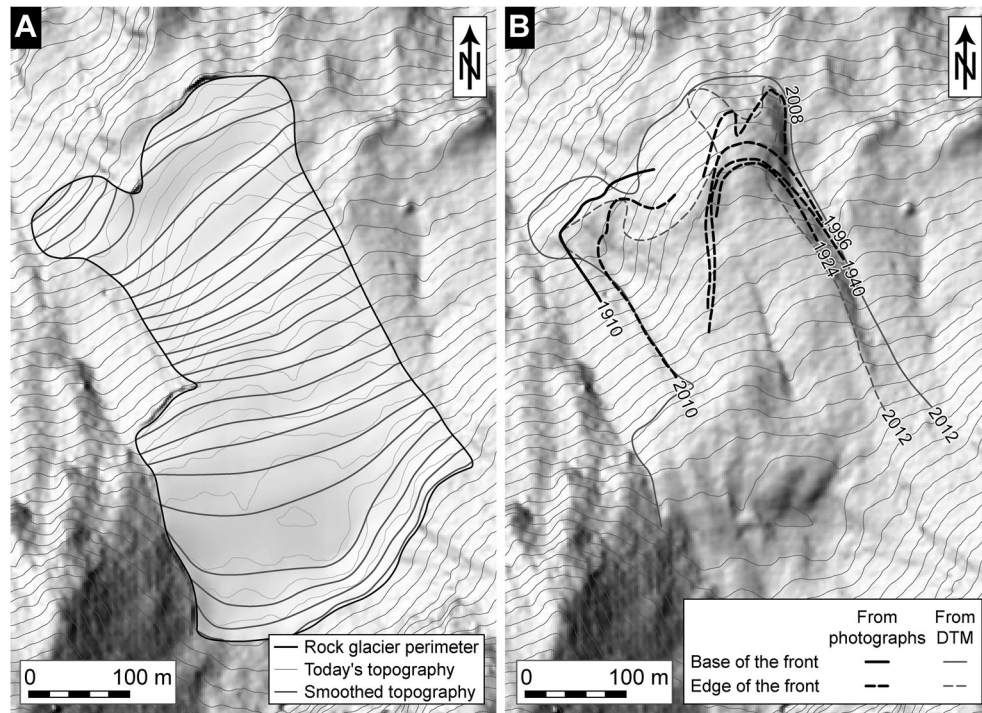 A
N
0
100 m
Rock glacier perimeter
Today's topography
Smoothed topography
B
N
2008
1996
1940
1924
1910
2010
2012
2012
0
100 m
From photographs
From DTM
Base of the front
Edge of the front